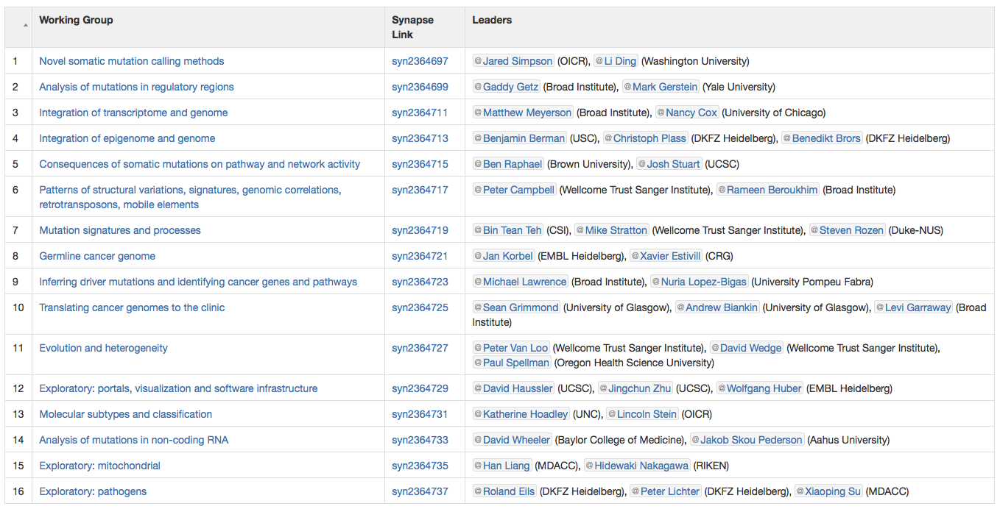 Working Group Synapse Link Leaders
1 Novel somatic mutation calling methods syn2364697 @Jared Simpson (OICR), @Li Ding (Washington University)
2 Analysis of mutations in regulatory regions syn2364699 @Gaddy Getz (Broad Institute), @Mark Gerstein (Yale University)
3 Integration of transcriptome and genome syn2364711 @Matthew Meyerson (Broad Institute), @Nancy Cox (University of Chicago)
4 Integration of epigenome and genome syn2364713 @Benjamin Berman (USC), @Christoph Plass (DKFZ Heidelberg), @Benedikt Brors (DKFZ Heidelberg)
5 Consequences of somatic mutations on pathway and network activity syn2364715 @Ben Raphael (Brown University), @Josh Stuart (UCSC)
6 Patterns of structural variations, signatures, genomic correlations, syn2364717 @Peter Campbell (Wellcome Trust Sanger Institute), @Rameen Beroukhim (Broad Institute)
retrotransposons, mobile elements
7 Mutation signatures and processes syn2364719 @Bin Tean Teh (CSI), @Mike Stratton (Wellcome Trust Sanger Institute), @Steven Rozen (Duke-NUS)
8 Germline cancer genome syn2364721 @Jan Korbel (EMBL Heidelberg), @Xavier Estivill (CRG)
9 Inferring driver mutations and identifying cancer genes and pathways syn2364723 @Michael Lawrence (Broad Institute), @Nuria Lopez-Bigas (University Pompeu Fabra)
10 Translating cancer genomes to the clinic syn2364725 @Sean Grimmond (University of Glasgow), @Andrew Biankin (University of Glasgow), @Levi Garraway (Broad
Institute)
11 Evolution and heterogeneity syn2364727 @Peter Van Loo (Wellcome Trust Sanger Institute), @David Wedge (Wellcome Trust Sanger Institute),
@Paul Spellman (Oregon Health Science University)
12 Exploratory: portals, visualization and software infrastructure syn2364729 @David Haussler (UCSC), @Jingchun Zhu (UCSC), @Wolfgang Huber (EMBL Heidelberg)
13 Molecular subtypes and classification syn2364731 @Katherine Hoadley (UNC), @Lincoln Stein (OICR)
14 Analysis of mutations in non-coding RNA syn2364733 @David Wheeler (Baylor College of Medicine), @Jakob Skou Pederson (Aahus University)
15 Exploratory: mitochondrial syn2364735 @Han Liang (MDACC), @Hidewaki Nakagawa (RIKEN)
16 Exploratory: pathogens syn2364737 @Roland Eils (DKFZ Heidelberg), @Peter Lichter (DKFZ Heidelberg), @Xiaoping Su (MDACC)